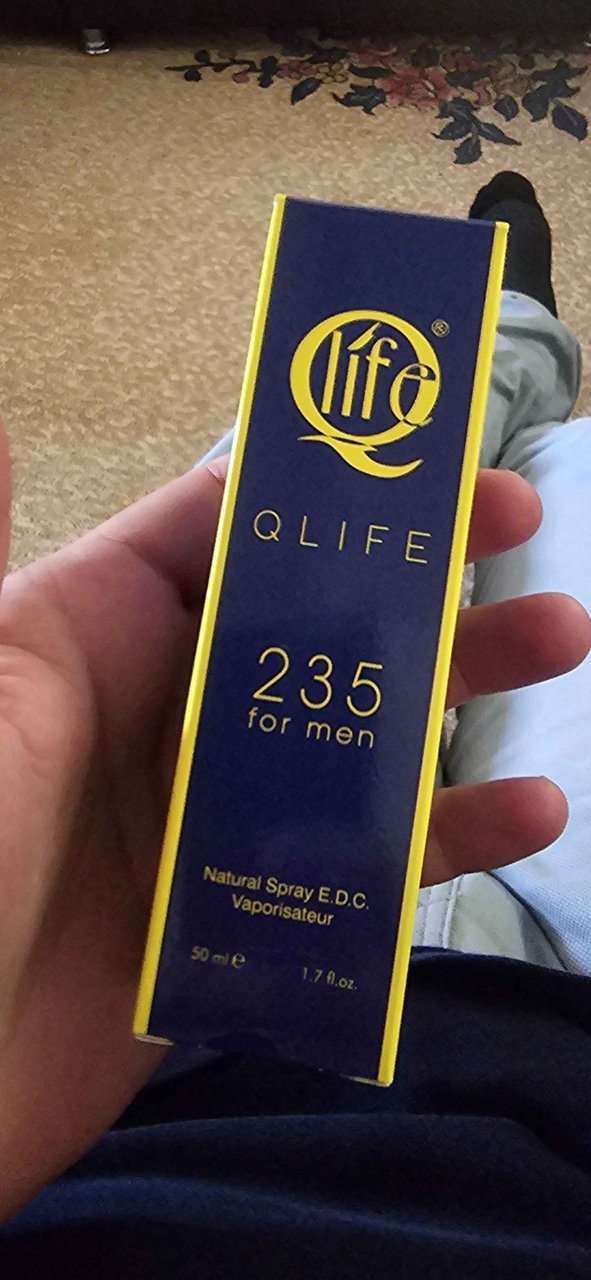 Qlife®
QLIFE
235
for men
Natural Spray E.D.C.
Vaporisateur
50 ml ℮
1.7 fl.oz.